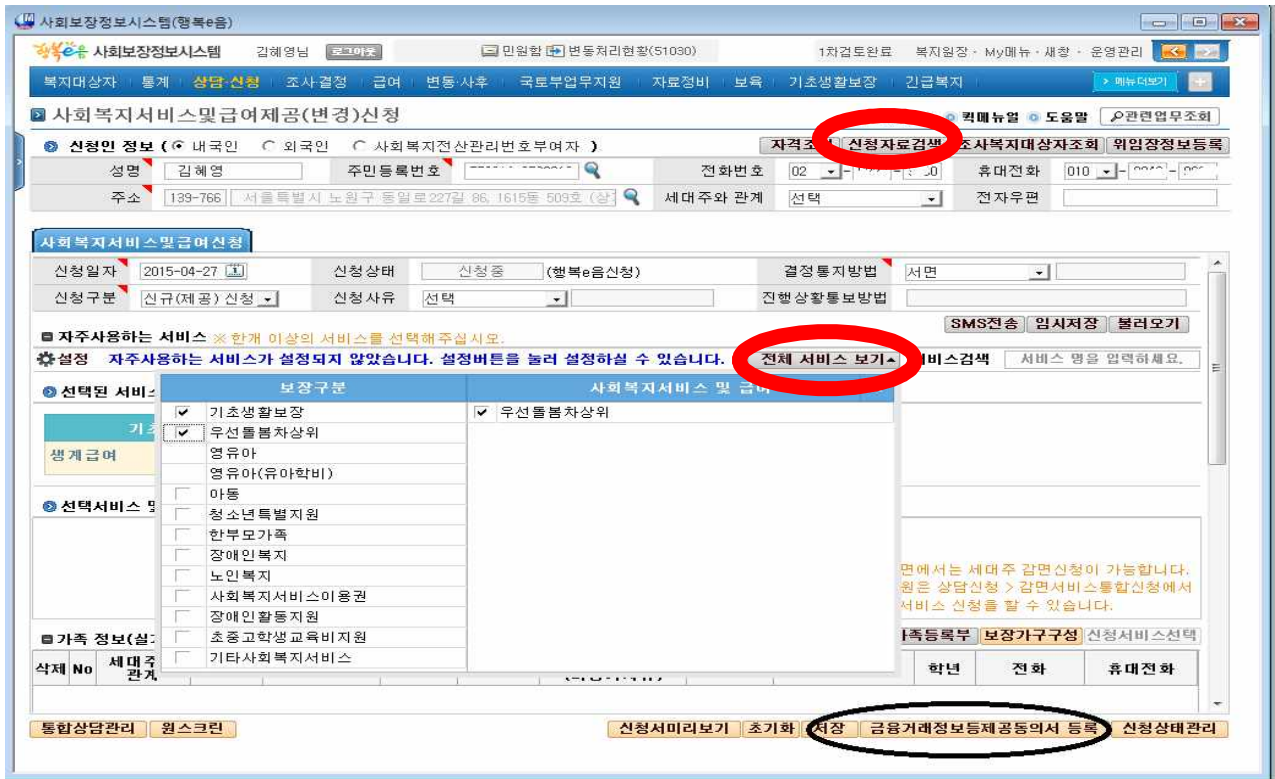 사회보장정보시스템(행복e음)
행복e음 사회보장정보시스템 김혜영님 로그아웃 민원함 변동처리현황(51030) 1차검토완료 복지원장 · My메뉴 · 새창 · 운영관리
복지대상자 통계 상담·신청 조사·결정 급여 변동·사후 국토부업무지원 자료정비 보육 기초생활보장 긴급복지 > 메뉴더보기
사회복지서비스및급여제공(변경)신청 퀵메뉴얼 도움말 관련업무조회
신청인 정보 ( 내국인 외국인 사회복지전산관리번호부여자 ) 자격조 신청자료검색 조사복지대상자조회 위임장정보등록
성명 김혜영 주민등록번호 전화번호 02 휴대전화 010
주소 139-766 서울특별시 노원구 동일로227길 86, 1615동 509호 (상 세대주와 관계 선택 전자우편
사회복지서비스및급여신청
신청일자 2015-04-27 신청상태 신청중 (행복e음신청) 결정통지방법 서면
신청구분 신규(제공) 신청 신청사유 선택 진행상황통보방법
SMS전송 임시저장 불러오기
자주사용하는 서비스 ※ 한개 이상의 서비스를 선택해주십시요.
설정 자주사용하는 서비스가 설정되지 않았습니다. 설정버튼을 눌러 설정하실 수 있습니다. 전체 서비스 보기▲ 비스검색 서비스 명을 입력하세요.
선택된 서비스 보장구분 사회복지서비스 및 급여
기초생활보장 우선돌봄차상위
기초 우선돌봄차상위
생계급여 영유아
영유아(유아학비)
아동
선택서비스 및 청소년특별지원
한부모가족
장애인복지
면에서는 세대주 감면신청이 가능합니다.
노인복지
원은 상담신청 > 감면서비스통합신청에서
사회복지서비스이용권
서비스 신청을 할 수 있습니다.
장애인활동지원
가족 정보(실 초중고학생교육비지원 가족등록부 보장가구구성 신청서비스선택
기타사회복지서비스
삭제 No 세대주 관계 학년 전화 휴대전화
통합상담관리 원스크린 신청서미리보기 초기화 저장 금융거래정보등제공동의서 등록 신청상태관리